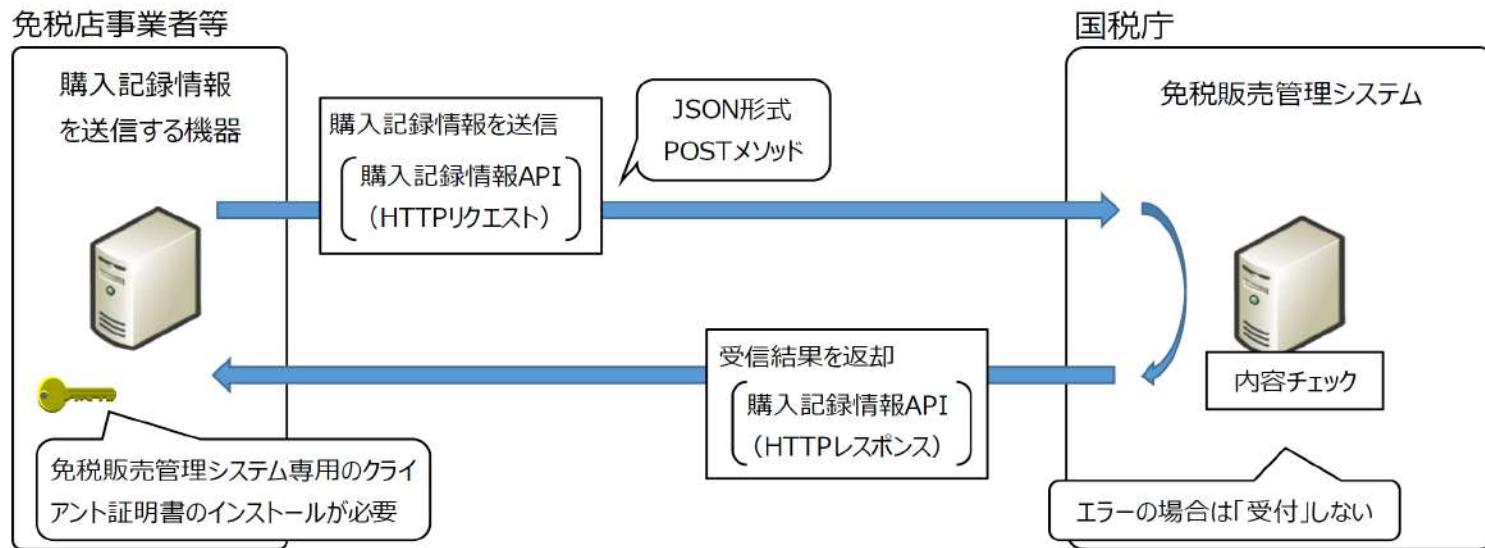 免税店事業者等
購入記録情報
を送信する機器
購入記録情報を送信
購入記録情報API
（HTTPリクエスト）
JSON形式
POSTメソッド
国税庁
免税販売管理システム
内容チェック
エラーの場合は「受付」しない
受信結果を返却
購入記録情報API
（HTTPレスポンス）
免税販売管理システム専用のクライ
アント証明書のインストールが必要